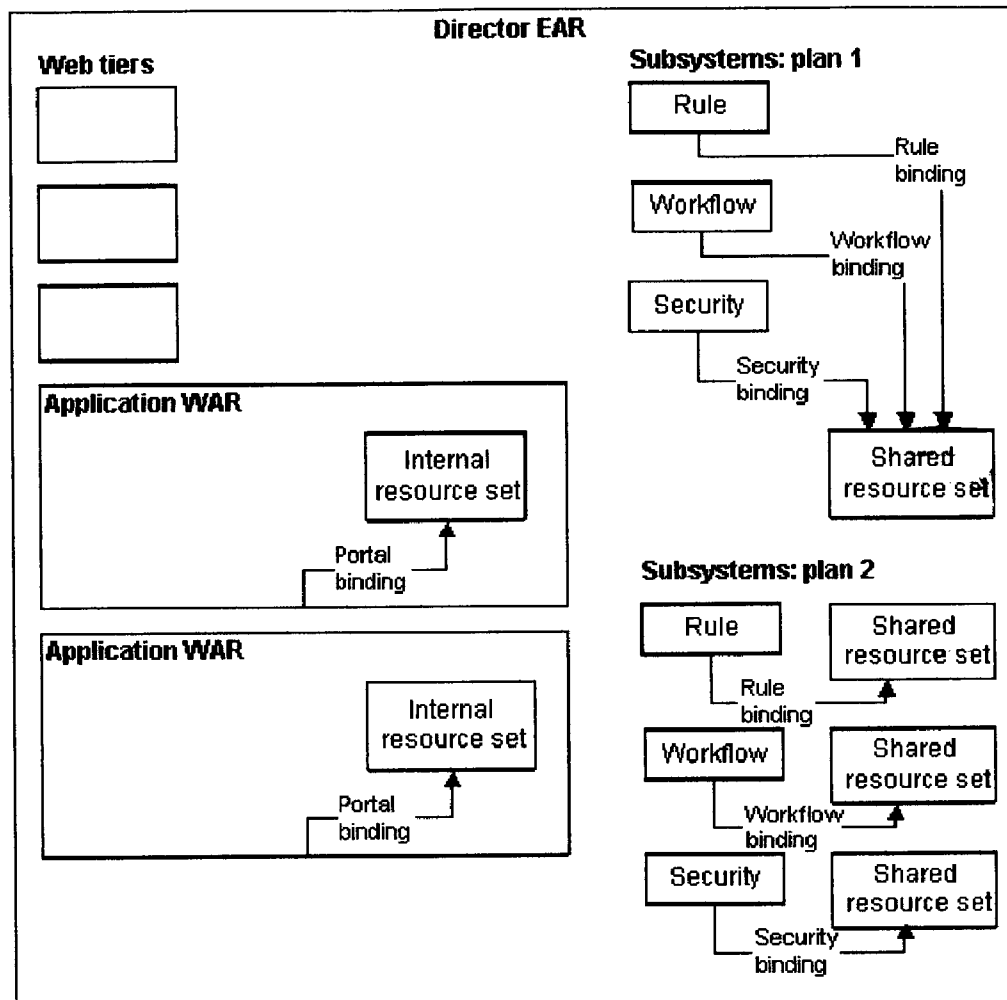 Director EAR
Web tiers
Application WAR
Internal
resource set
Portal
binding
Application WAR
Internal
resource set
Portal
binding
Subsystems: plan 1
Rule
Rule
binding
Workflow
Workflow
binding
Security
Security
binding
Shared
resource set
Subsystems: plan 2
Rule
Shared
resource set
Rule
binding
Workflow
Shared
resource set
Workflow
binding
Security
Shared
resource set
Security
binding